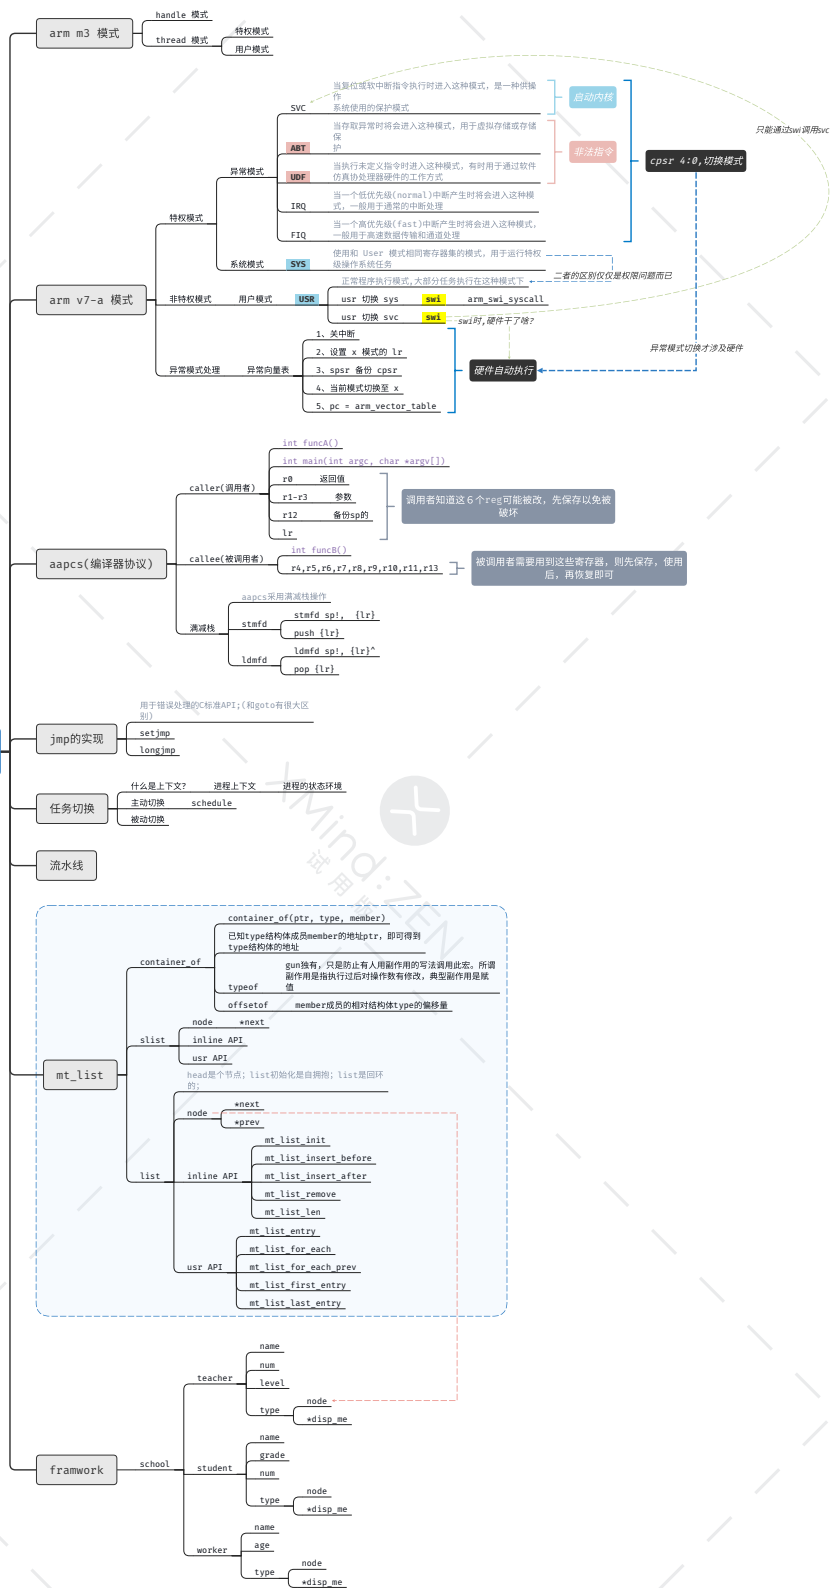 arm m3 模式
handle 模式
thread 模式
特权模式
用户模式
arm v7-a 模式
特权模式
异常模式
SVC
当复位或软中断指令执行时进入这种模式，是一种供操
作
系统使用的保护模式
启动内核
ABT
当存取异常时将会进入这种模式，用于虚拟存储或存储
保
护
非法指令
UDF
当执行未定义指令时进入这种模式，有时用于通过软件
仿真协处理器硬件的工作方式
IRQ
当一个低优先级(normal)中断产生时将会进入这种模
式，一般用于通常的中断处理
FIQ
当一个高优先级(fast)中断产生时将会进入这种模式，
一般用于高速数据传输和通道处理
cpsr 4:0,切换模式
只能通过swi调用svc
系统模式
SYS
使用和 User 模式相同寄存器集的模式，用于运行特权
级操作系统任务
二者的区别仅仅是权限问题而已
非特权模式
用户模式
USR
正常程序执行模式,大部分任务执行在这种模式下
usr 切换 sys
swi
arm_swi_syscall
usr 切换 svc
swi
swi时,硬件干了啥?
异常模式处理
异常向量表
1、关中断
2、设置 x 模式的 lr
3、spsr 备份 cpsr
4、当前模式切换至 x
5、pc = arm_vector_table
硬件自动执行
异常模式切换才涉及硬件
aapcs(编译器协议)
caller(调用者)
int funcA()
int main(int argc, char *argv[])
r0
返回值
r1-r3
参数
r12
备份sp的
lr
调用者知道这６个reg可能被改，先保存以免被
破坏
callee(被调用者)
int funcB()
r4,r5,r6,r7,r8,r9,r10,r11,r13
被调用者需要用到这些寄存器，则先保存，使用
后，再恢复即可
满减栈
aapcs采用满减栈操作
stmfd
stmfd sp!, {lr}
push {lr}
ldmfd
ldmfd sp!, {lr}^
pop {lr}
jmp的实现
用于错误处理的C标准API;(和goto有很大区
别)
setjmp
longjmp
任务切换
什么是上下文?
进程上下文
进程的状态环境
主动切换
schedule
被动切换
流水线
XMind:ZEN
试用版
mt_list
container_of
container_of(ptr, type, member)
已知type结构体成员member的地址ptr，即可得到
type结构体的地址
typeof
gun独有，只是防止有人用副作用的写法调用此宏。所谓
副作用是指执行过后对操作数有修改，典型副作用是赋
值
offsetof
member成员的相对结构体type的偏移量
slist
node
*next
inline API
usr API
list
head是个节点；list初始化是自拥抱；list是回环
的；
node
*next
*prev
inline API
mt_list_init
mt_list_insert_before
mt_list_insert_after
mt_list_remove
mt_list_len
usr API
mt_list_entry
mt_list_for_each
mt_list_for_each_prev
mt_list_first_entry
mt_list_last_entry
framwork
school
teacher
name
num
level
type
node
*disp_me
student
name
grade
num
type
node
*disp_me
worker
name
age
type
node
*disp_me